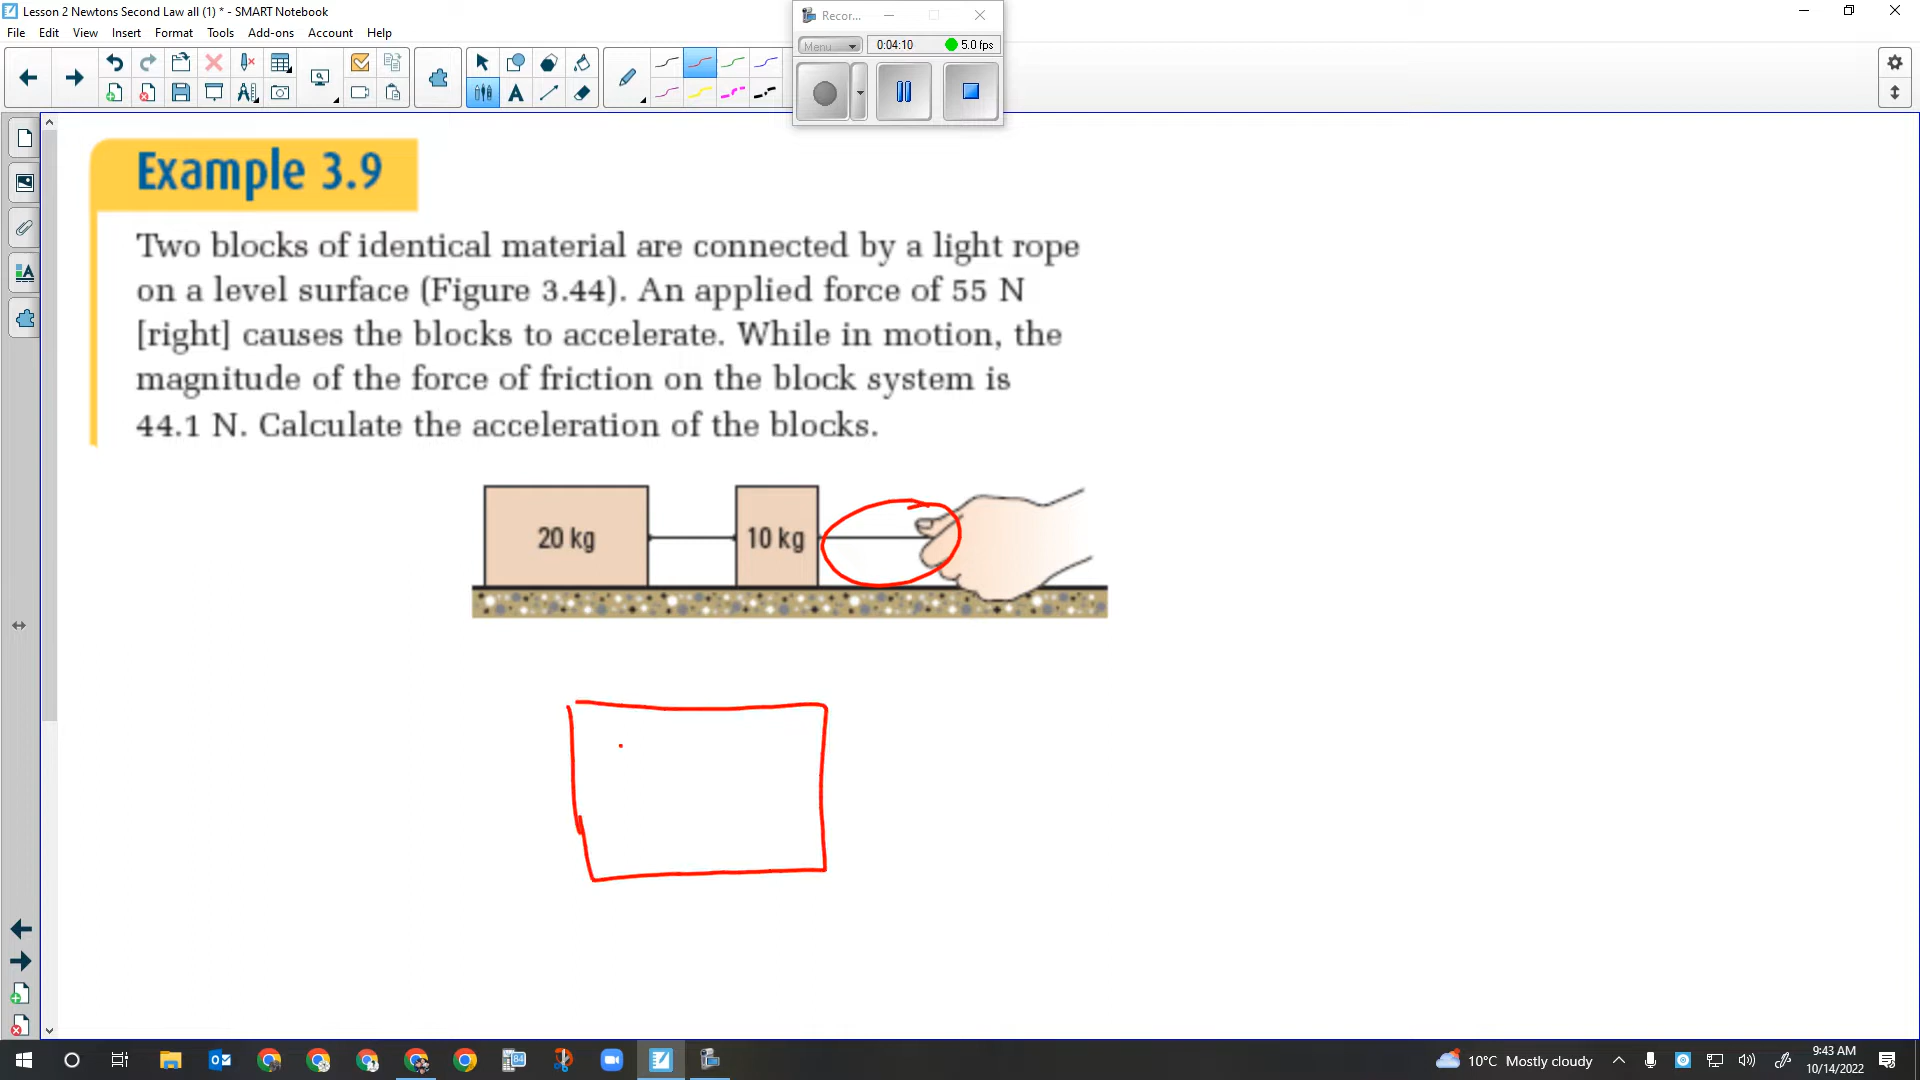 Lesson 2 Newtons Second Law all (1) * - SMART Notebook
Recor...
File Edit View Insert Format Tools Add-ons Account Help
Menu 0:04:10 5.0 fps
Example 3.9
Two blocks of identical material are connected by a light rope
on a level surface (Figure 3.44). An applied force of 55 N
[right] causes the blocks to accelerate. While in motion, the
magnitude of the force of friction on the block system is
44.1 N. Calculate the acceleration of the blocks.
20 kg
10 kg
10°C Mostly cloudy
9:43 AM
10/14/2022